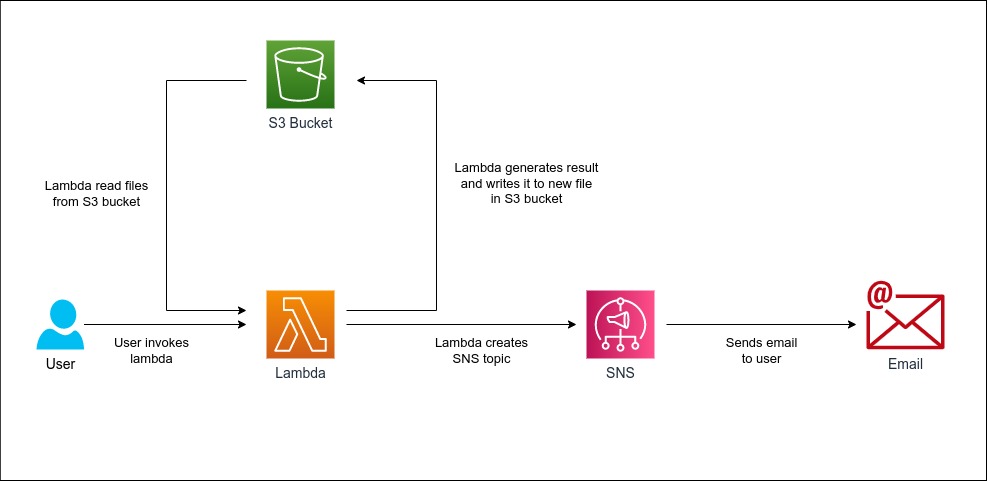 S3 Bucket
Lambda read files
from S3 bucket
Lambda generates result
and writes it to new file
in S3 bucket
User
User invokes
lambda
Lambda
Lambda creates
SNS topic
SNS
Sends email
to user
@
Email